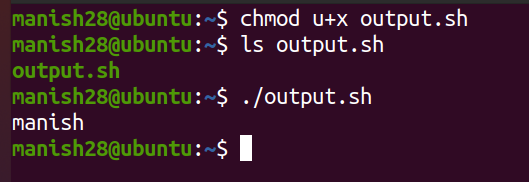 manish28@ubuntu:~$ chmod u+x output.sh
manish28@ubuntu:~$ ls output.sh
output.sh
manish28@ubuntu:~$ ./output.sh
manish
manish28@ubuntu:~$